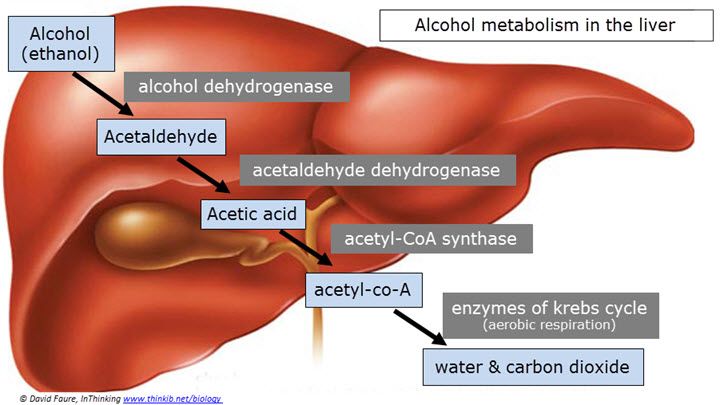 Alcohol metabolism in the liver
Alcohol
(ethanol)
alcohol dehydrogenase
Acetaldehyde
acetaldehyde dehydrogenase
Acetic acid
acetyl-CoA synthase
acetyl-co-A
enzymes of krebs cycle
(aerobic respiration)
water & carbon dioxide
© David Faure, InThinking www.thinkib.net/biology